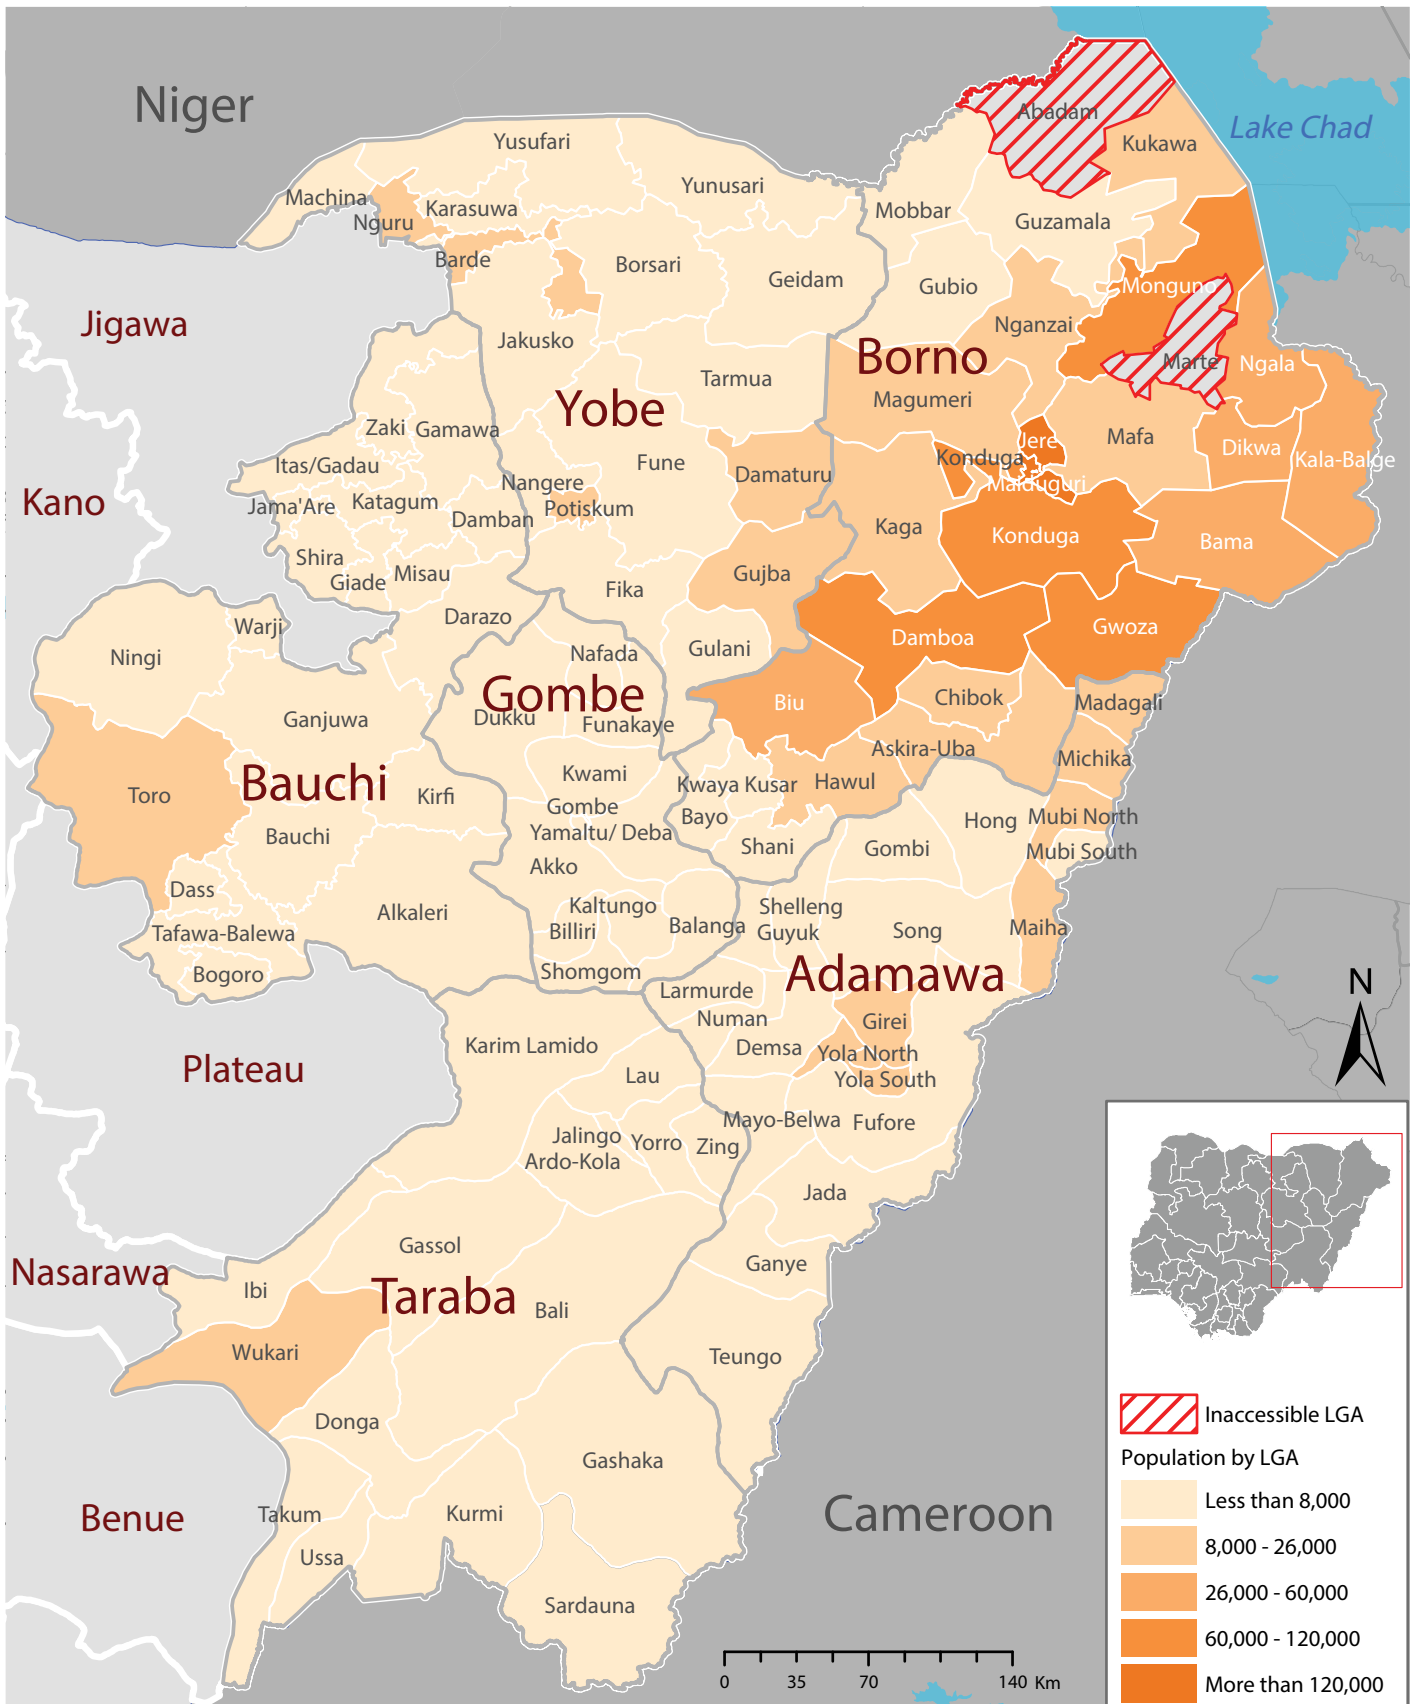 Niger
Abadam
Lake Chad
Kukawa
Yusufari
Yunusari
Machina
Karasuwa
Nguru
Mobbar
Guzamala
Barde
Borsari
Geidam
Gubio
Monguno
Jigawa
Jakusko
Nganzai
Borno
Marte
Ngala
Tarmua
Yobe
Magumeri
Zaki
Gamawa
Jere
Mafa
Dikwa
Kala-Balge
Itas/Gadau
Fune
Damaturu
Konduga
Maiduguri
Kano
Jama'Are
Katagum
Nangere
Potiskum
Damban
Kaga
Konduga
Bama
Shira
Giade
Misau
Fika
Gujba
Darazo
Warji
Ningi
Nafada
Gulani
Damboa
Gwoza
Gombe
Dukku
Funakaye
Biu
Chibok
Madagali
Ganjuwa
Askira-Uba
Michika
Toro
Bauchi
Kirfi
Kwami
Kwaya Kusar
Hawul
Gombe
Bayo
Hong
Mubi North
Bauchi
Yamaltu/ Deba
Shani
Gombi
Mubi South
Akko
Dass
Alkaleri
Kaltungo
Billiri
Balanga
Shelleng
Guyuk
Song
Maiha
Tafawa-Balewa
Bogoro
Shomgom
Adamawa
Larmurde
Numan
Girei
N
Karim Lamido
Demsa
Yola North
Plateau
Lau
Yola South
Mayo-Belwa
Fufore
Jalingo
Yorro
Zing
Ardo-Kola
Jada
Gassol
Nasarawa
Ibi
Ganye
Taraba
Bali
Wukari
Teungo
Donga
Gashaka
Benue
Takum
Kurmi
Cameroon
Ussa
Sardauna
Inaccessible LGA
Population by LGA
Less than 8,000
8,000 - 26,000
26,000 - 60,000
60,000 - 120,000
More than 120,000
0 35 70 140 Km